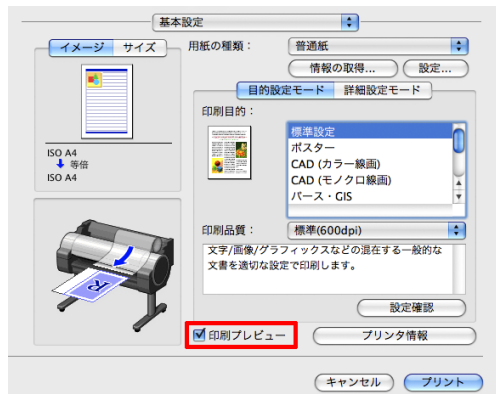 基本設定
イメージ サイズ
用紙の種類： 普通紙
情報の取得... 設定...
目的設定モード 詳細設定モード
印刷目的：
標準設定
ポスター
CAD (カラー線画)
CAD (モノクロ線画)
パース・GIS
ISO A4
等倍
ISO A4
印刷品質： 標準(600dpi)
文字/画像/グラフィックスなどの混在する一般的な
文書を適切な設定で印刷します。
設定確認
印刷プレビュー プリンタ情報
キャンセル プリント